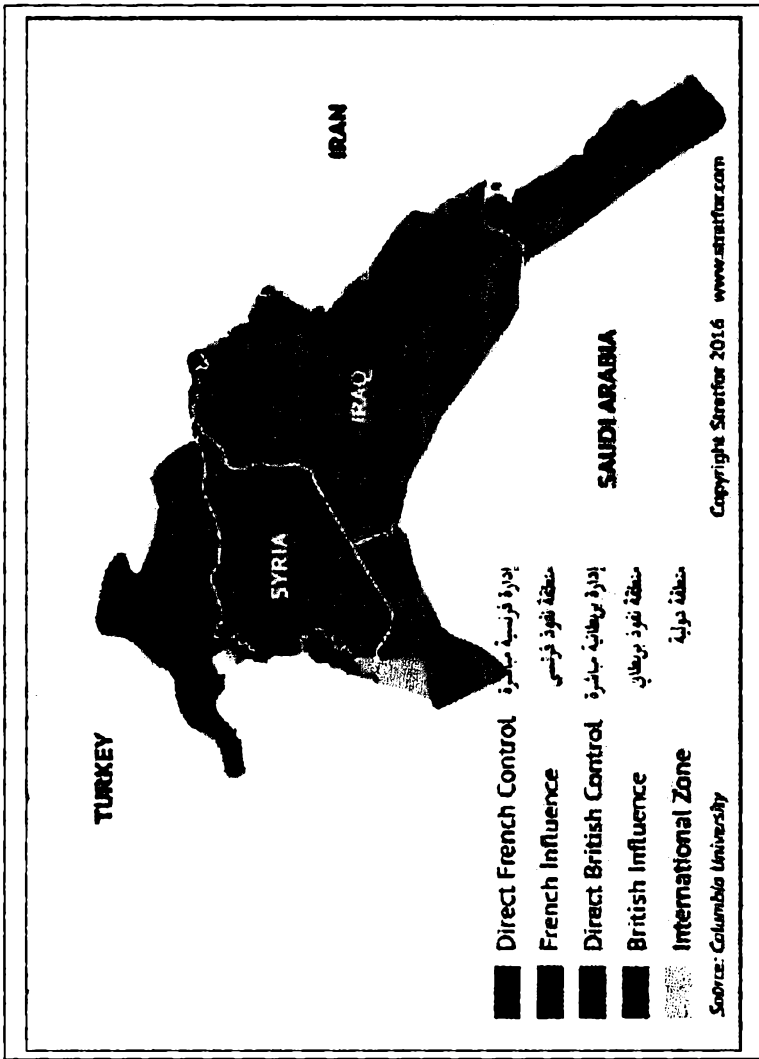 TURKEY
IRAN
SYRIA
IRAQ
SAUDI ARABIA
Direct French Control إدارة فرنسية مباشرة
French Influence منطقة نفوذ فرنسي
Direct British Control إدارة بريطانية مباشرة
British Influence منطقة نفوذ بريطاني
International Zone منطقة دولية
Source: Columbia University
Copyright Stratfor 2016 www.stratfor.com